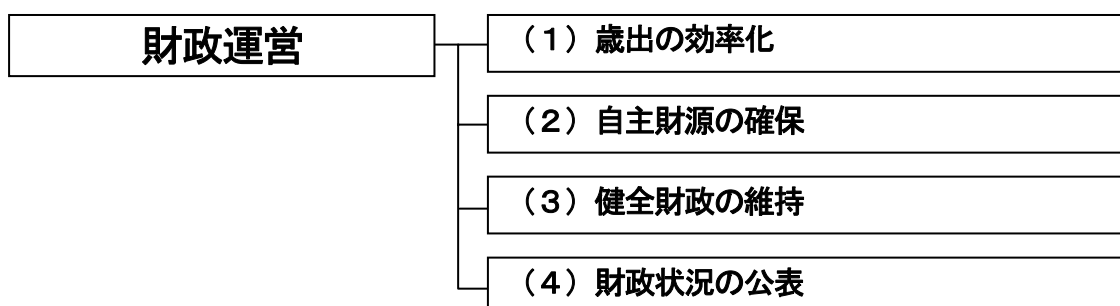 財政運営
（１）歳出の効率化
（２）自主財源の確保
（３）健全財政の維持
（４）財政状況の公表